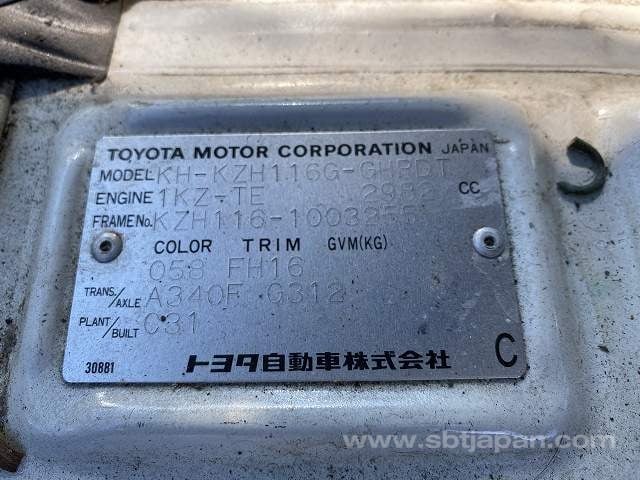 TOYOTA MOTOR CORPORATION JAPAN
MODEL KH-KZH116G-GHPDT
ENGINE 1KZ-TE 2982 CC
FRAME No.
COLOR TRIM GVM(KG)
058 FH16
TRANS./AXLE A340F G312
PLANT/BUILT C31
30881 トヨタ自動車株式会社 C
www.sbtjapan.com